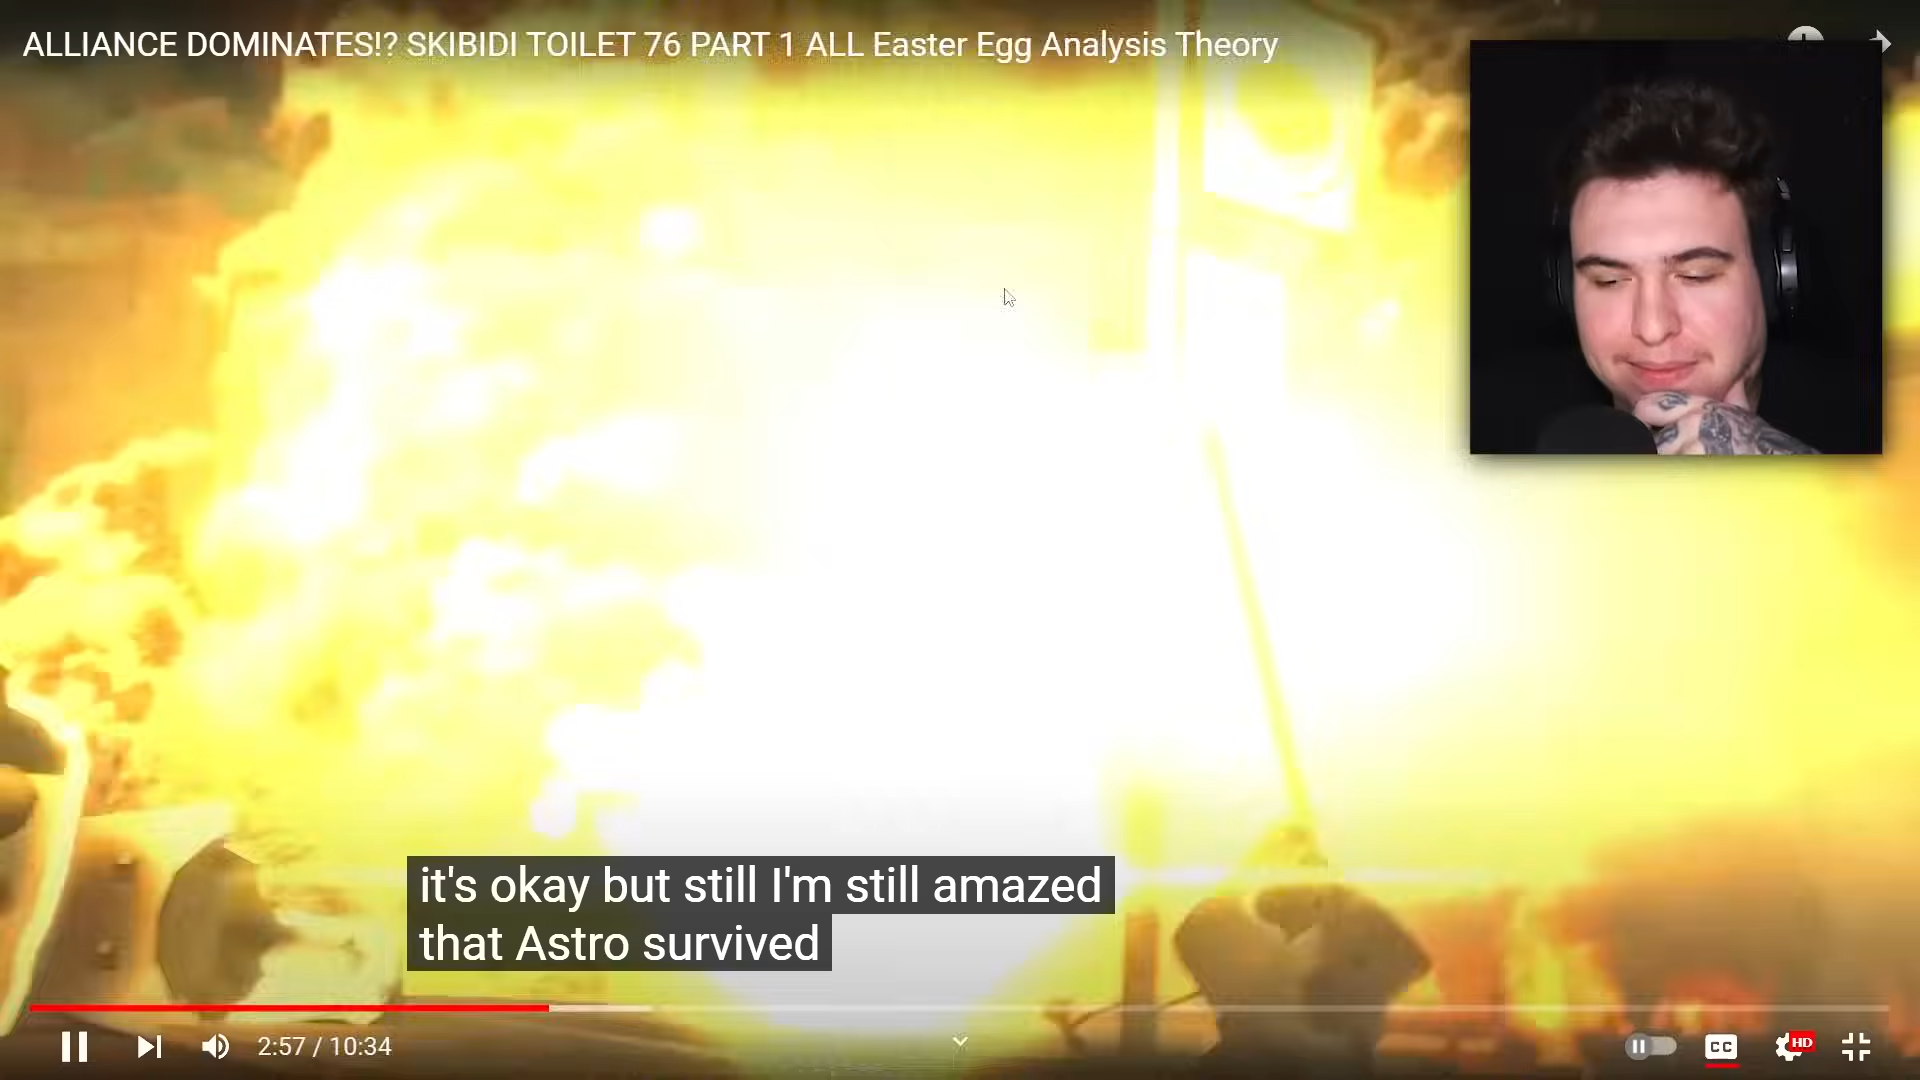 ALLIANCE DOMINATES!? SKIBIDI TOILET 76 PART 1 ALL Easter Egg Analysis Theory
it's okay but still I'm still amazed
that Astro survived
2:57 / 10:34
CC
HD